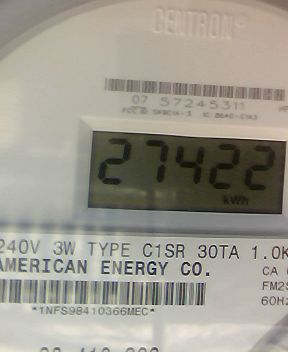 CENTRON®
07 57245311
27422
kWh
240V 3W TYPE C1SR 30TA 1.0K
AMERICAN ENERGY CO.
CA
FM2S
60Hz
*1NFS98410366MEC*